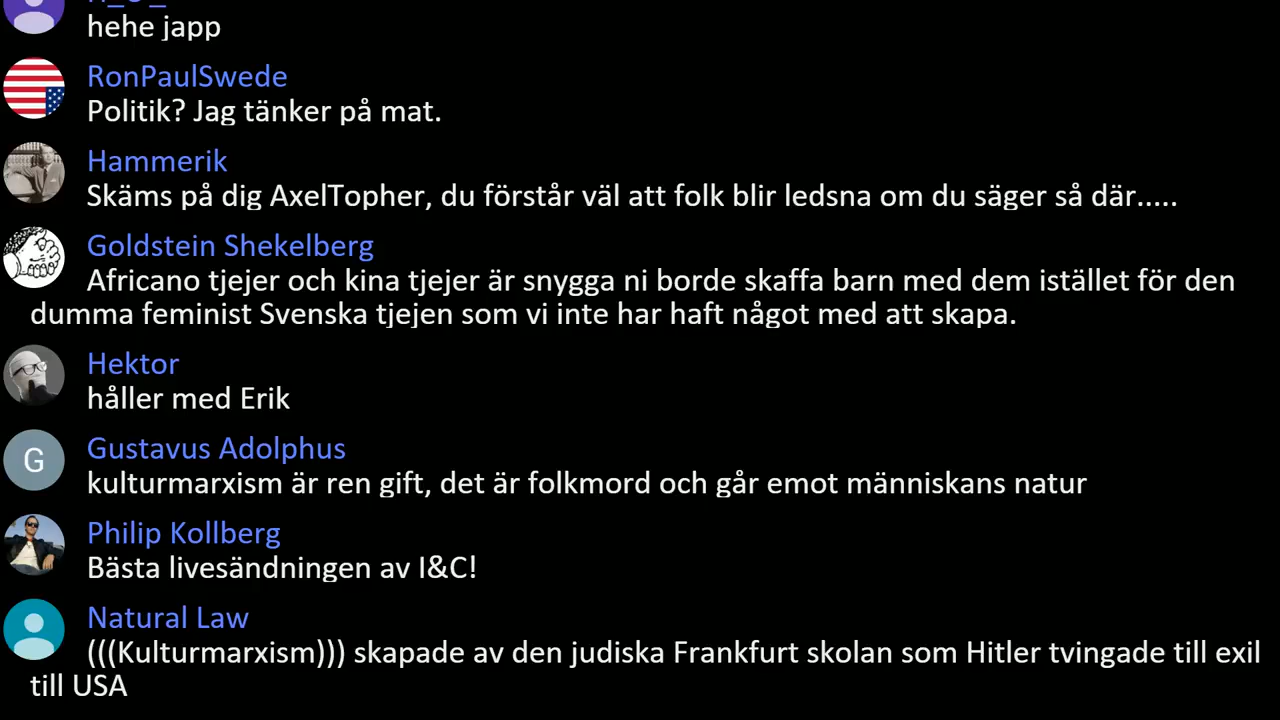 hehe japp
RonPaulSwede
Politik? Jag tänker på mat.
Hammerik
Skäms på dig AxelTopher, du förstår väl att folk blir ledsna om du säger så där.....
Goldstein Shekelberg
Africano tjejer och kina tjejer är snygga ni borde skaffa barn med dem istället för den
dumma feminist Svenska tjejen som vi inte har haft något med att skapa.
Hektor
håller med Erik
G
Gustavus Adolphus
kulturmarxism är ren gift, det är folkmord och går emot människans natur
Philip Kollberg
Bästa livesändningen av I&C!
Natural Law
(((Kulturmarxism))) skapade av den judiska Frankfurt skolan som Hitler tvingade till exil
till USA